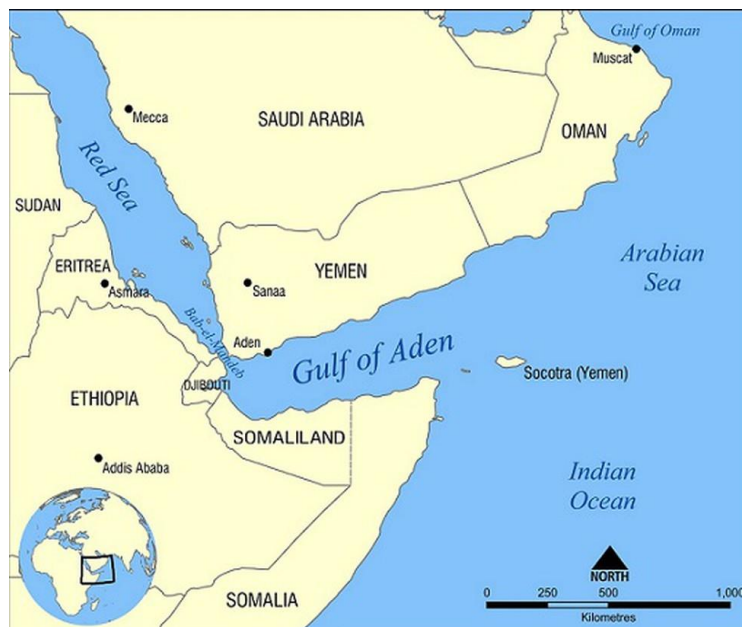 Gulf of Oman
Muscat
Mecca
SAUDI ARABIA
OMAN
Red Sea
SUDAN
Arabian
Sea
ERITREA
Asmara
Sanaa
YEMEN
Bab-el-Mandeb
Aden
Gulf of Aden
Socotra (Yemen)
DJIBOUTI
ETHIOPIA
SOMALILAND
Addis Ababa
Indian
Ocean
NORTH
0 250 500 1,000
Kilometres
SOMALIA